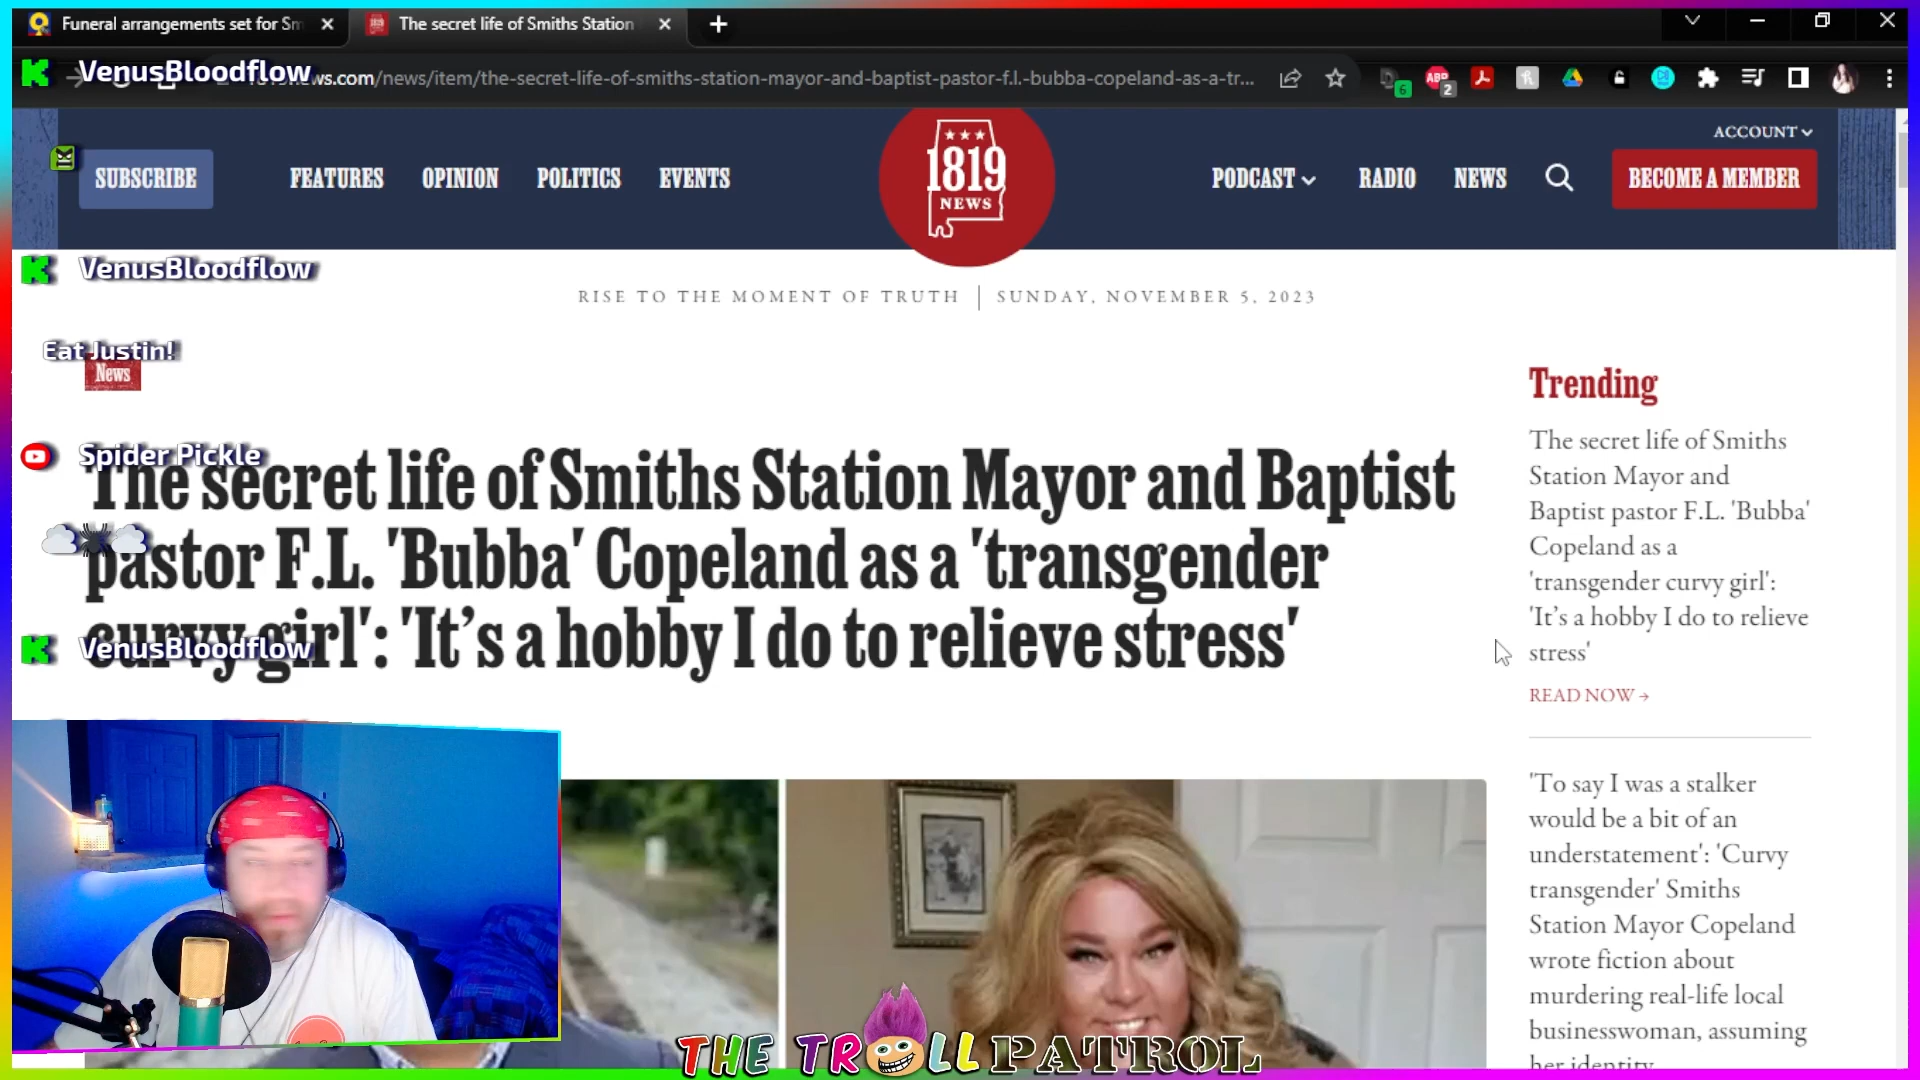 Funeral arrangements set for Sm
The secret life of Smiths Station
VenusBloodflow
ws.com/news/item/the-secret-life-of-smiths-station-mayor-and-baptist-pastor-f.l.-bubba-copeland-as-a-tr...
6
ABP
2
ACCOUNT
SUBSCRIBE
FEATURES
OPINION
POLITICS
EVENTS
1819
NEWS
PODCAST
RADIO
NEWS
BECOME A MEMBER
VenusBloodflow
RISE TO THE MOMENT OF TRUTH | SUNDAY, NOVEMBER 5, 2023
Eat Justin!
News
Spider Pickle
The secret life of Smiths Station Mayor and Baptist
pastor F.L. 'Bubba' Copeland as a 'transgender
curvy girl': 'It’s a hobby I do to relieve stress'
VenusBloodflow
Trending
The secret life of Smiths
Station Mayor and
Baptist pastor F.L. 'Bubba'
Copeland as a
'transgender curvy girl':
'It’s a hobby I do to relieve
stress'
READ NOW →
'To say I was a stalker
would be a bit of an
understatement': 'Curvy
transgender' Smiths
Station Mayor Copeland
wrote fiction about
murdering real-life local
businesswoman, assuming
her identity
THE TROLL PATROL